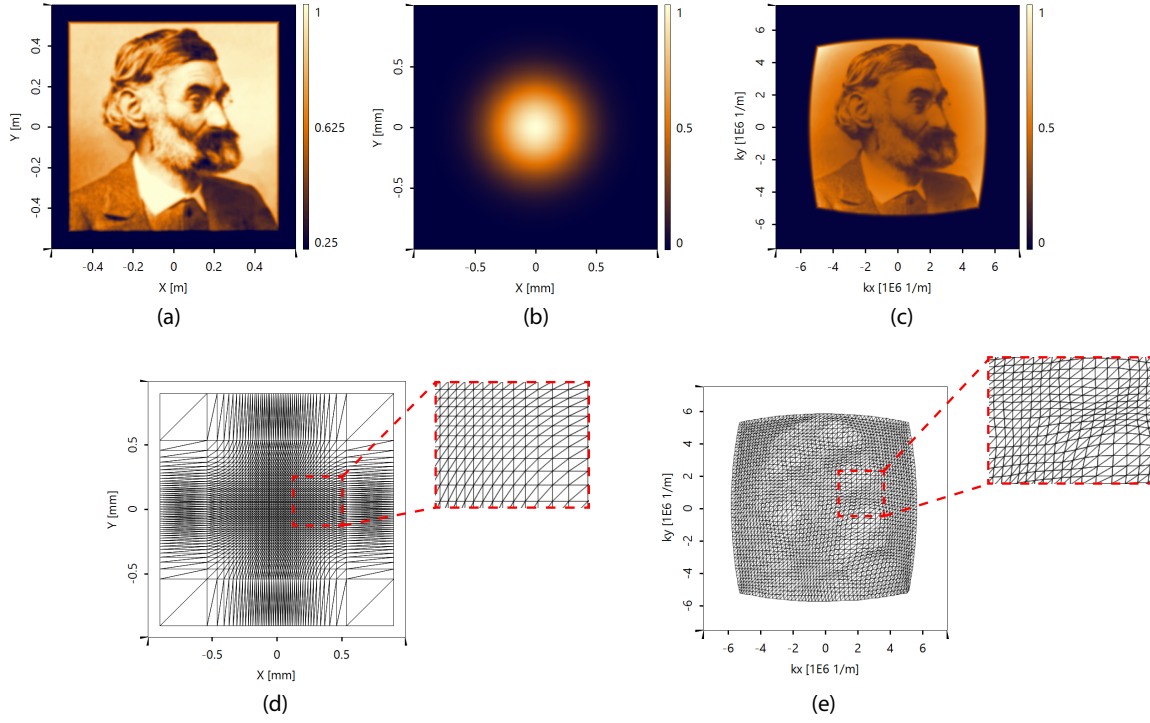 1
0.4
0.2
0
-0.2
-0.4
Y [m]
-0.4 -0.2 0 0.2 0.4
X [m]
0.625
0.25
(a)
1
0.5
0
-0.5
Y [mm]
-0.5 0 0.5
X [mm]
0.5
0
(b)
1
6
4
2
0
-2
-4
-6
ky [1E6 1/m]
-6 -4 -2 0 2 4 6
kx [1E6 1/m]
0.5
0
(c)
0.5
0
-0.5
Y [mm]
-0.5 0 0.5
X [mm]
(d)
6
4
2
0
-2
-4
-6
ky [1E6 1/m]
-6 -4 -2 0 2 4 6
kx [1E6 1/m]
(e)